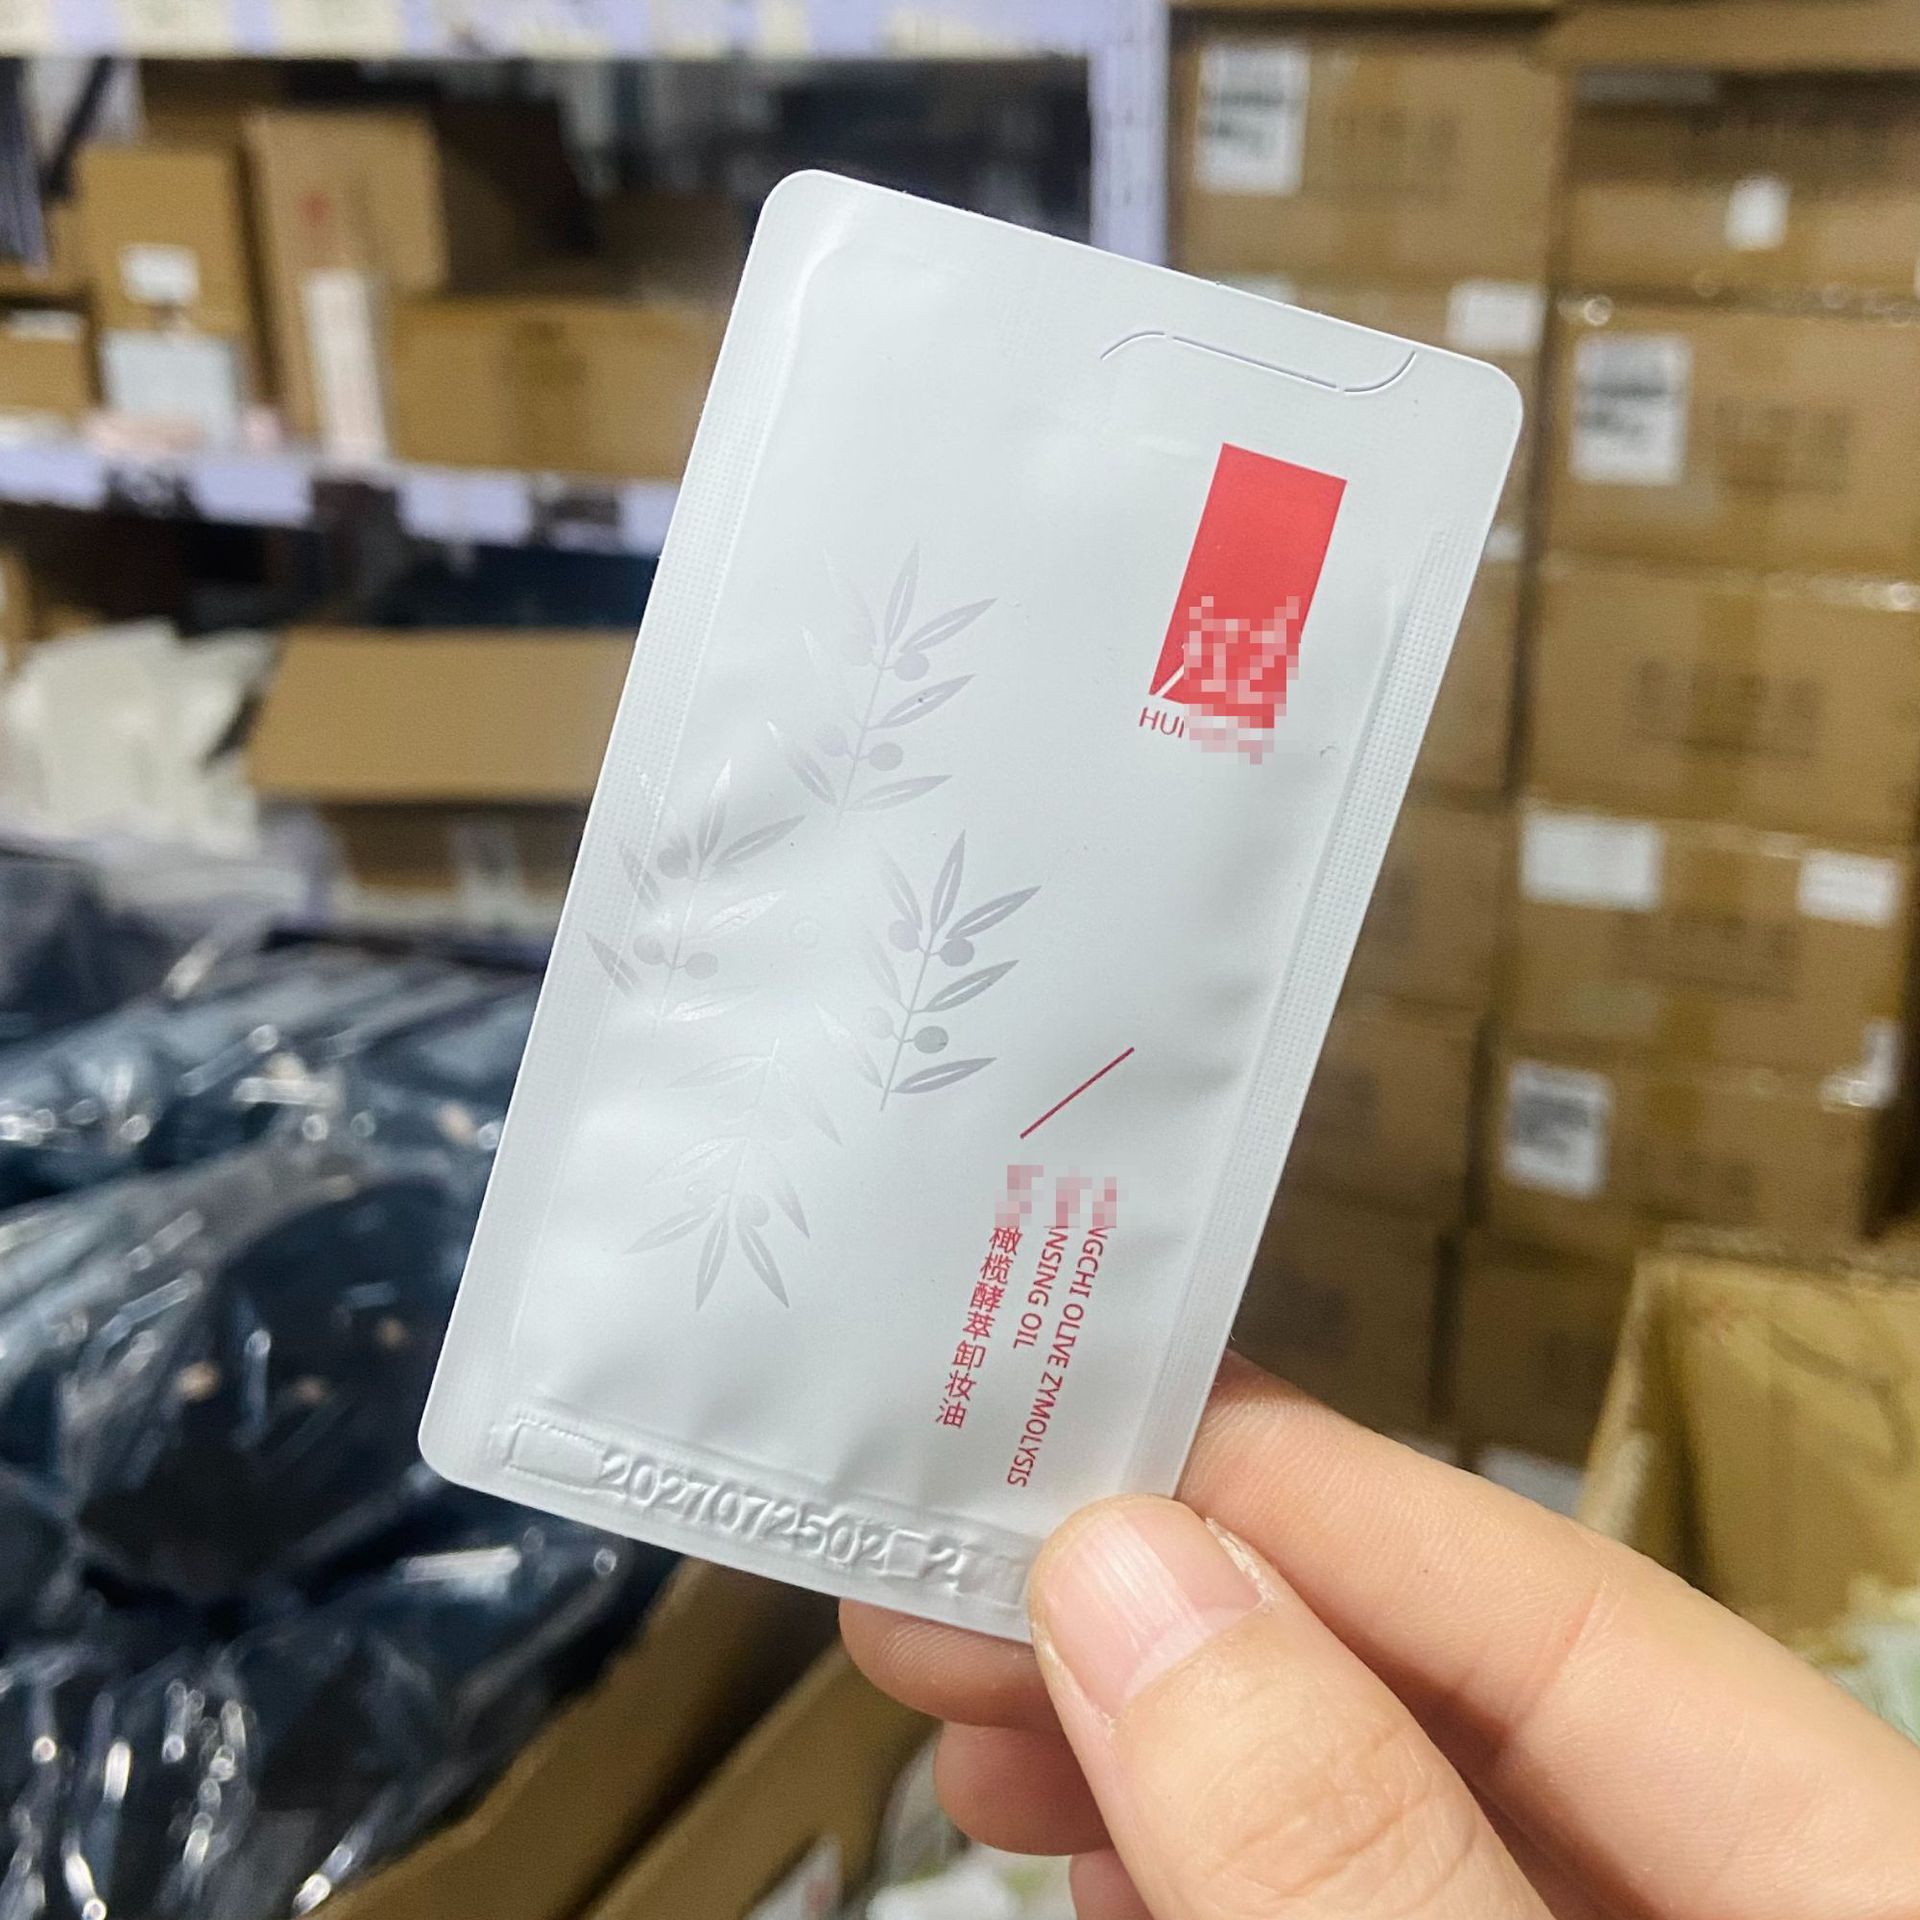 HUI
NGCHI OLIVE ZYMOLYSIS
NSING OIL
橄榄酵萃卸妆油
2027072502